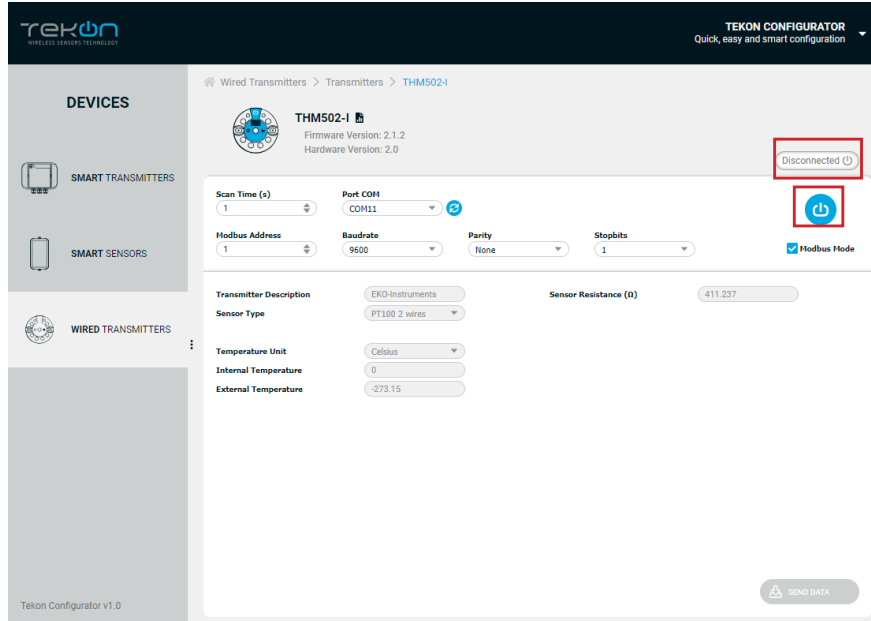 TEKON
WIRELESS SENSORS TECHNOLOGY
TEKON CONFIGURATOR
Quick, easy and smart configuration
DEVICES
SMART TRANSMITTERS
SMART SENSORS
WIRED TRANSMITTERS
Tekon Configurator v1.0
Wired Transmitters > Transmitters > THM502-I
THM502-I
Firmware Version: 2.1.2
Hardware Version: 2.0
Disconnected
Scan Time (s) Port COM
1 COM11
Modbus Address Baudrate Parity Stopbits
1 9600 None 1 Modbus Mode
Transmitter Description EKO-Instruments Sensor Resistance (Ω) 411.237
Sensor Type PT100 2 wires
Temperature Unit Celsius
Internal Temperature 0
External Temperature -273.15
SEND DATA